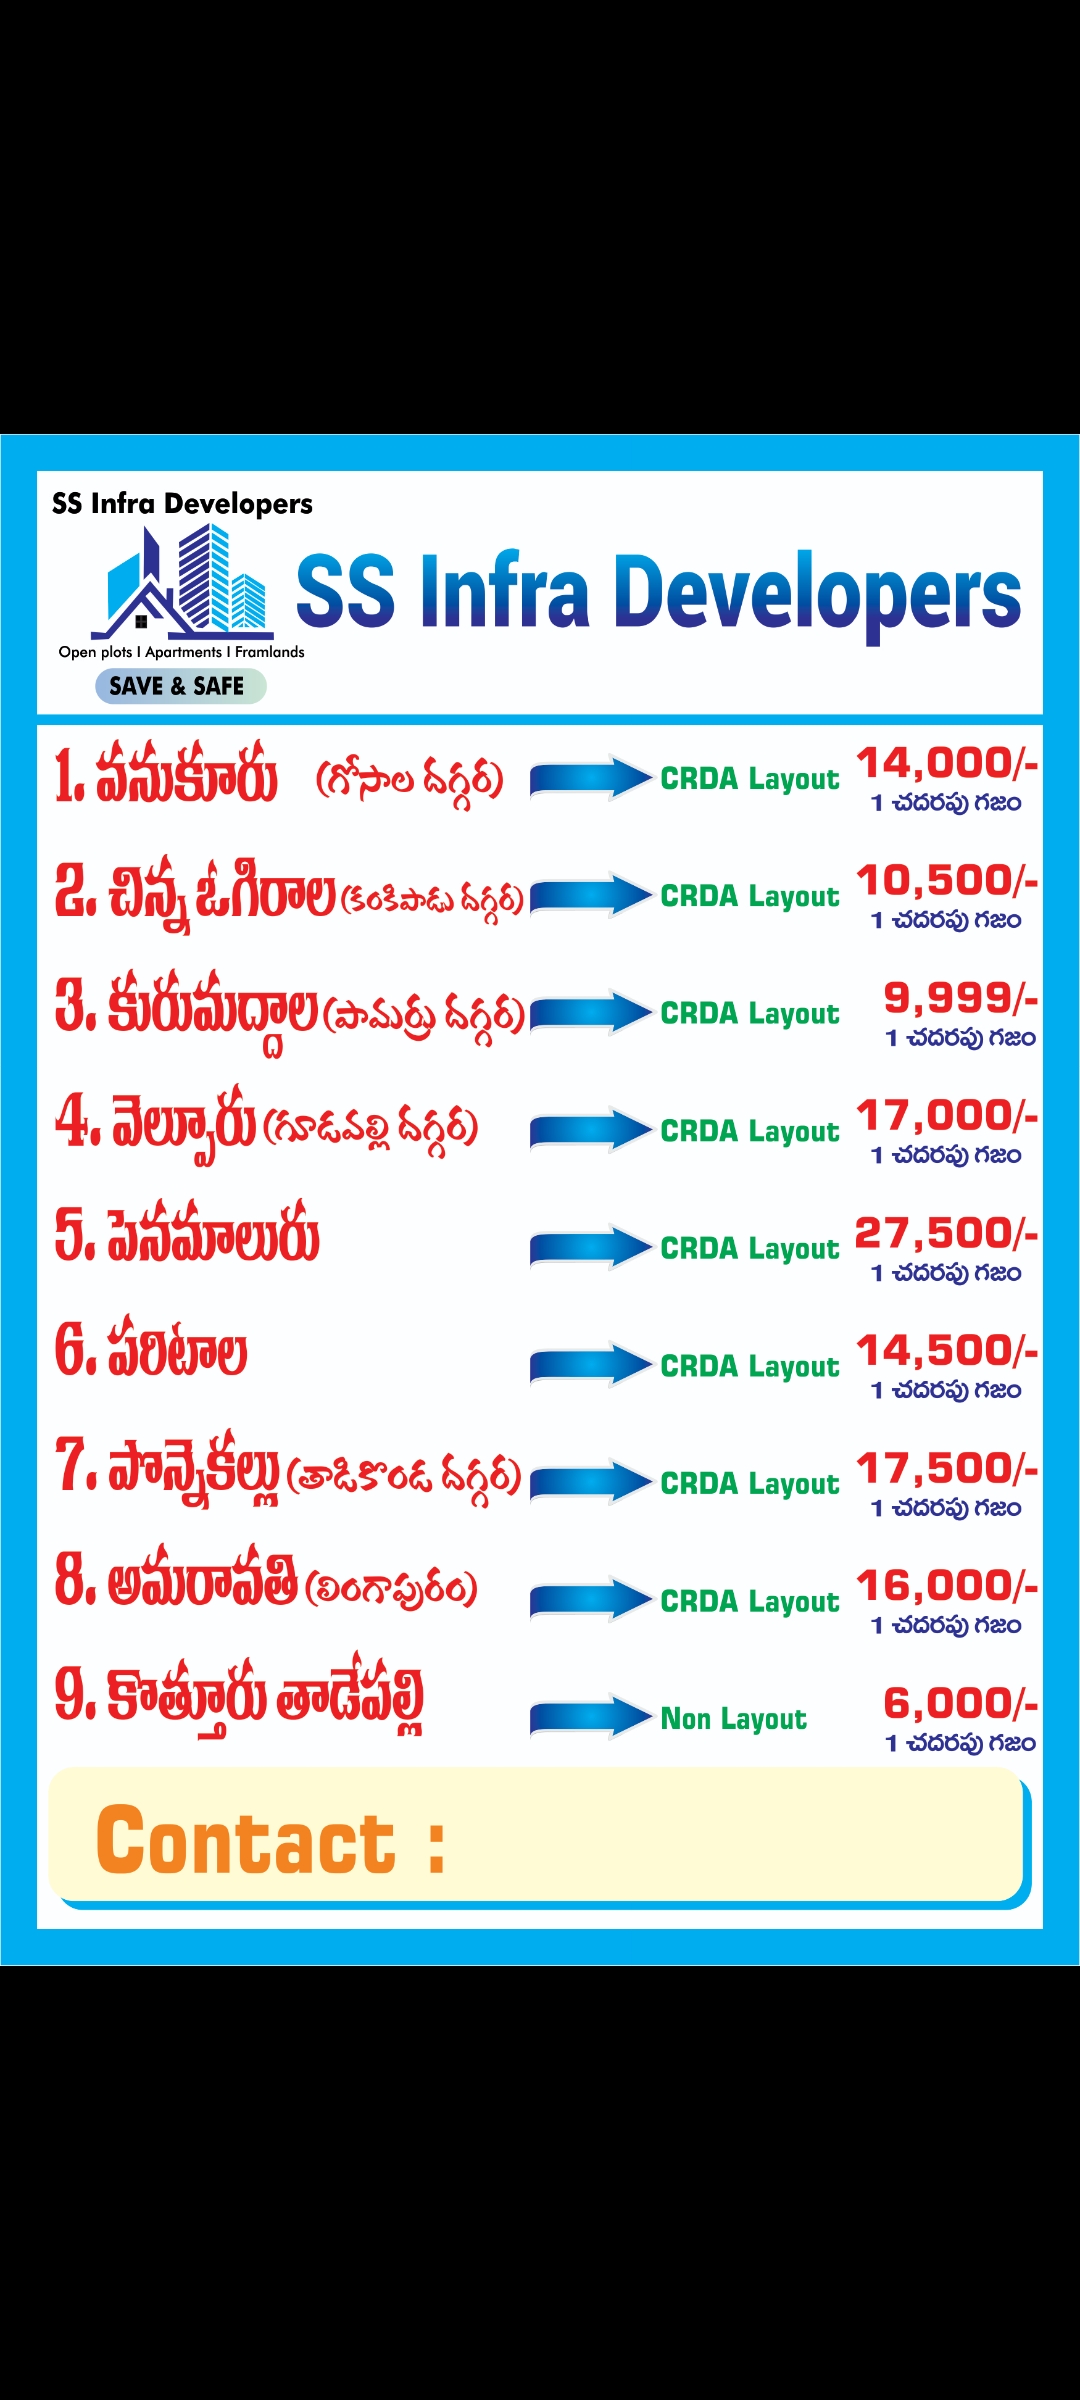 SS Infra Developers
Open plots I Apartments I Framlands
SAVE & SAFE
SS Infra Developers
1. వనుకూరు (గోసాల దగ్గర) CRDA Layout 14,000/-
1 చదరపు గజం
2. చిన్న ఓగిరాల (కంకిపాడు దగ్గర) CRDA Layout 10,500/-
1 చదరపు గజం
3. కురుమద్దాల (పామర్రు దగ్గర) CRDA Layout 9,999/-
1 చదరపు గజం
4. వెల్పూరు (గూడవల్లి దగ్గర) CRDA Layout 17,000/-
1 చదరపు గజం
5. పెనమాలురు CRDA Layout 27,500/-
1 చదరపు గజం
6. పరిటాల CRDA Layout 14,500/-
1 చదరపు గజం
7. పొన్నెకల్లు (తాడికొండ దగ్గర) CRDA Layout 17,500/-
1 చదరపు గజం
8. అమరావతి (లింగాపురం) CRDA Layout 16,000/-
1 చదరపు గజం
9. కొత్తూరు తాడేపల్లి Non Layout 6,000/-
1 చదరపు గజం
Contact :